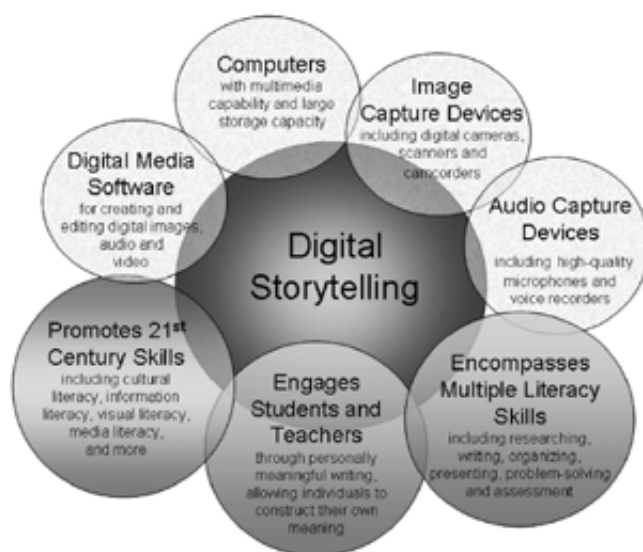 Computers
with multimedia
capability and large
storage capacity
Image
Capture Devices
including digital cameras,
scanners and
camcorders
Digital Media
Software
for creating and
editing digital images,
audio and
video
Audio Capture
Devices
including high-quality
microphones and
voice recorders
Digital
Storytelling
Promotes 21st
Century Skills
including cultural
literacy, information
literacy, visual literacy,
media literacy,
and more
Engages
Students and
Teachers
through personally
meaningful writing,
allowing individuals to
construct their own
meaning
Encompasses
Multiple Literacy
Skills
including researching,
writing, organizing,
presenting, problem-solving
and assessment